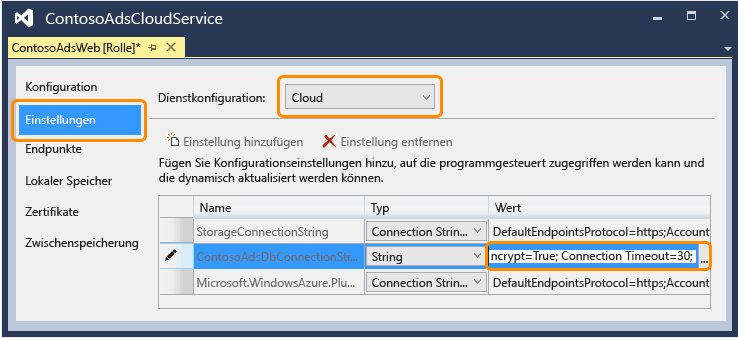 ContosoAdsCloudService
ContosoAdsWeb [Rolle]*
Konfiguration
Einstellungen
Endpunkte
Lokaler Speicher
Zertifikate
Zwischenspeicherung
Dienstkonfiguration: Cloud
Einstellung hinzufügen Einstellung entfernen
Fügen Sie Konfigurationseinstellungen hinzu, auf die programmgesteuert zugegriffen werden kann und
die dynamisch aktualisiert werden können.
Name Typ Wert
StorageConnectionString Connection Strin... DefaultEndpointsProtocol=https;Account
ContosoAdsDbConnectionStr... String ncrypt=True; Connection Timeout=30; ...
Microsoft.WindowsAzure.Plu... Connection Strin... DefaultEndpointsProtocol=https;Account